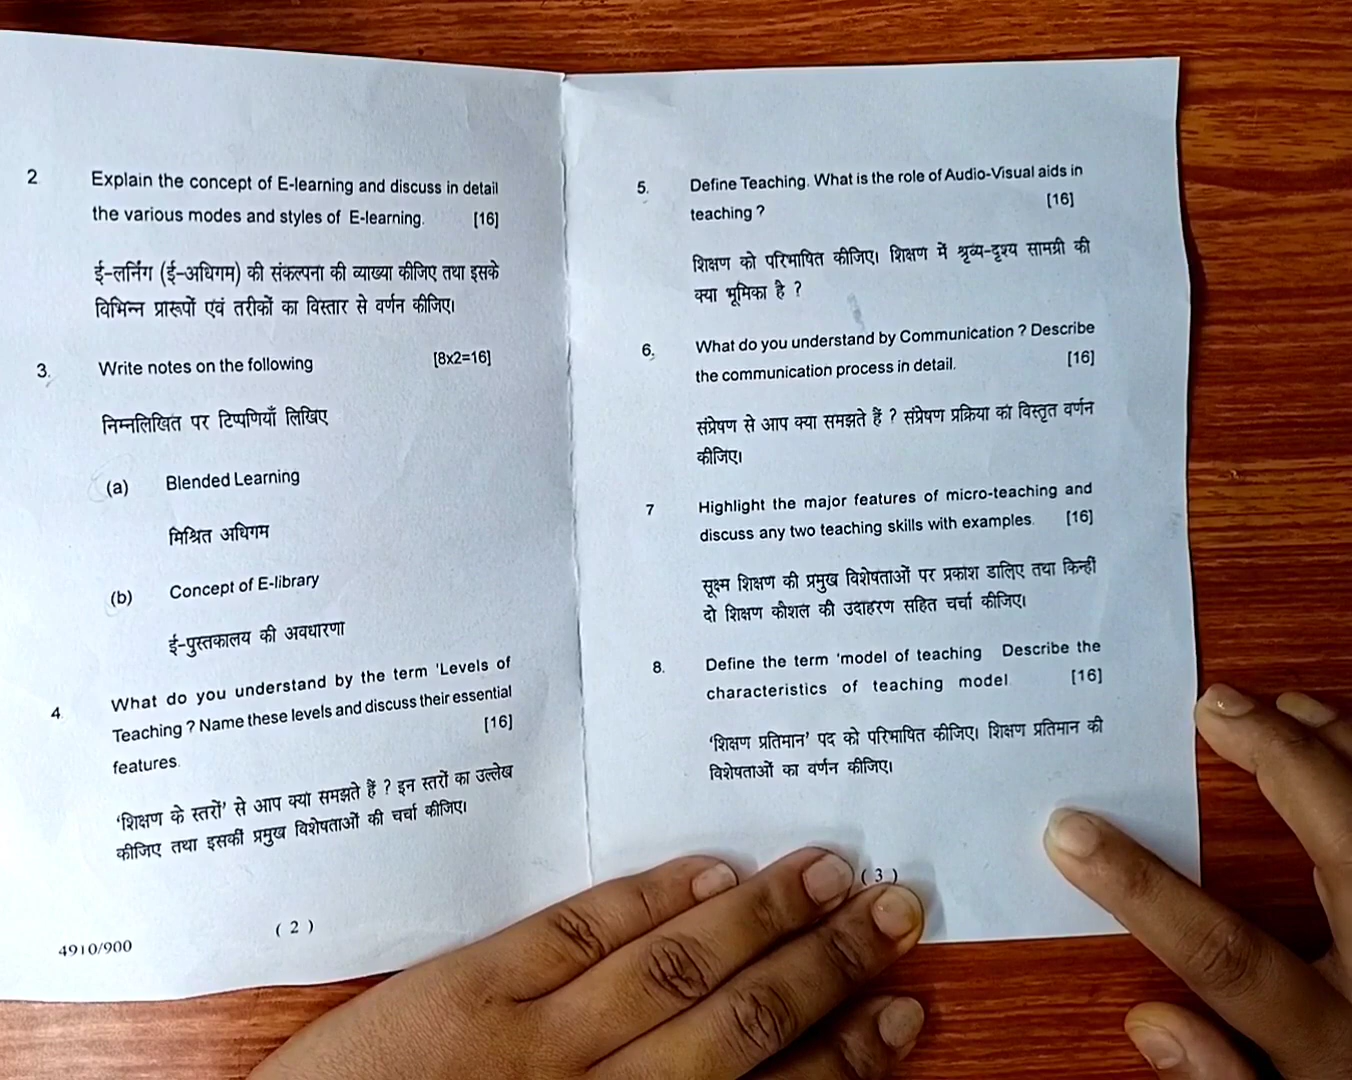 2 Explain the concept of E-learning and discuss in detail
the various modes and styles of E-learning. [16]
ई-लर्निंग (ई-अधिगम) की संकल्पना की व्याख्या कीजिए तथा इसके
विभिन्न प्रारूपों एवं तरीकों का विस्तार से वर्णन कीजिए।
3. Write notes on the following [8x2=16]
निम्नलिखित पर टिप्पणियाँ लिखिए
(a) Blended Learning
मिश्रित अधिगम
(b) Concept of E-library
ई-पुस्तकालय की अवधारणा
4 What do you understand by the term 'Levels of
Teaching ? Name these levels and discuss their essential
features. [16]
'शिक्षण के स्तरों' से आप क्या समझते हैं ? इन स्तरों का उल्लेख
कीजिए तथा इसकी प्रमुख विशेषताओं की चर्चा कीजिए।
( 2 )
4910/900
5. Define Teaching. What is the role of Audio-Visual aids in
teaching ? [16]
शिक्षण को परिभाषित कीजिए। शिक्षण में श्रृव्य-दृश्य सामग्री की
क्या भूमिका है ?
6. What do you understand by Communication ? Describe
the communication process in detail. [16]
संप्रेषण से आप क्या समझते हैं ? संप्रेषण प्रक्रिया का विस्तृत वर्णन
कीजिए।
7 Highlight the major features of micro-teaching and
discuss any two teaching skills with examples. [16]
सूक्ष्म शिक्षण की प्रमुख विशेषताओं पर प्रकाश डालिए तथा किन्हीं
दो शिक्षण कौशल की उदाहरण सहित चर्चा कीजिए।
8. Define the term 'model of teaching Describe the
characteristics of teaching model [16]
'शिक्षण प्रतिमान' पद को परिभाषित कीजिए। शिक्षण प्रतिमान की
विशेषताओं का वर्णन कीजिए।
( 3 )